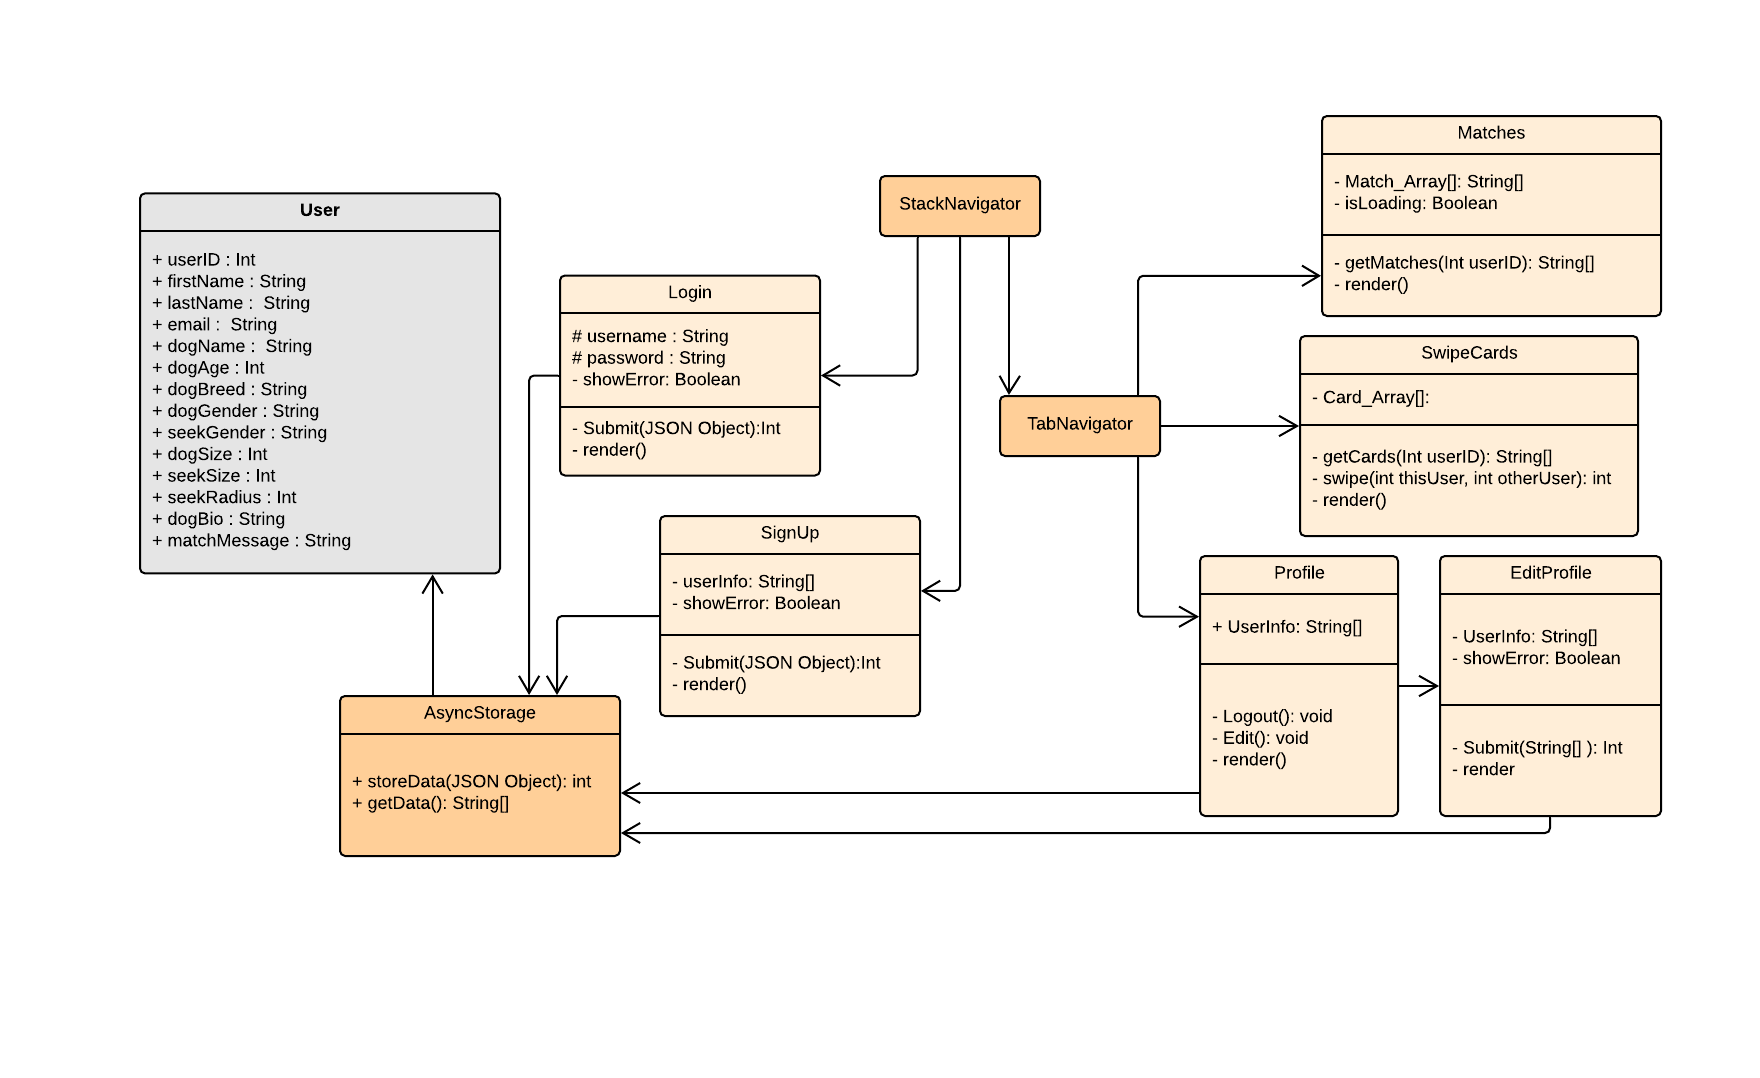 User
+ userID : Int
+ firstName : String
+ lastName :  String
+ email :  String
+ dogName :  String
+ dogAge : Int
+ dogBreed : String
+ dogGender : String
+ seekGender : String
+ dogSize : Int
+ seekSize : Int
+ seekRadius : Int
+ dogBio : String
+ matchMessage : String
StackNavigator
Login
# username : String
# password : String
- showError: Boolean
- Submit(JSON Object):Int
- render()
SignUp
- userInfo: String[]
- showError: Boolean
- Submit(JSON Object):Int
- render()
AsyncStorage
+ storeData(JSON Object): int
+ getData(): String[]
TabNavigator
Matches
- Match_Array[]: String[]
- isLoading: Boolean
- getMatches(Int userID): String[]
- render()
SwipeCards
- Card_Array[]:
- getCards(Int userID): String[]
- swipe(int thisUser, int otherUser): int
- render()
Profile
+ UserInfo: String[]
- Logout(): void
- Edit(): void
- render()
EditProfile
- UserInfo: String[]
- showError: Boolean
- Submit(String[] ): Int
- render